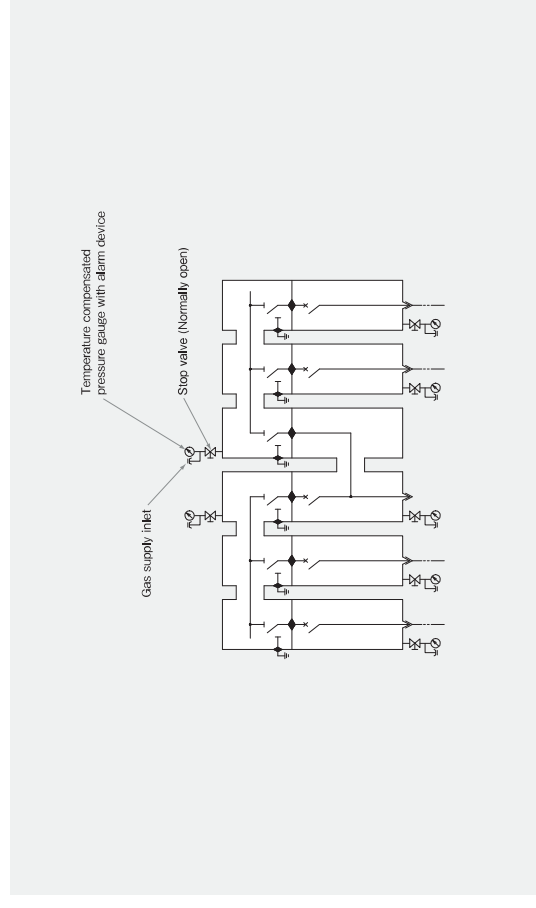 Temperature compensated
pressure gauge with alarm device
Stop valve (Normally open)
Gas supply inlet